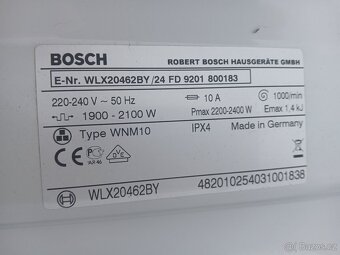 BOSCH
ROBERT BOSCH HAUSGERÄTE GMBH
E-Nr. WLX20462BY /24 FD 9201 800183
220-240 V ~ 50 Hz 10 A 1000/min
1900 - 2100 W Pmax 2200-2400 W Emax 1.4 kJ
Type WNM10 IPX4 Made in Germany
CE
WLX20462BY 482010254031001838